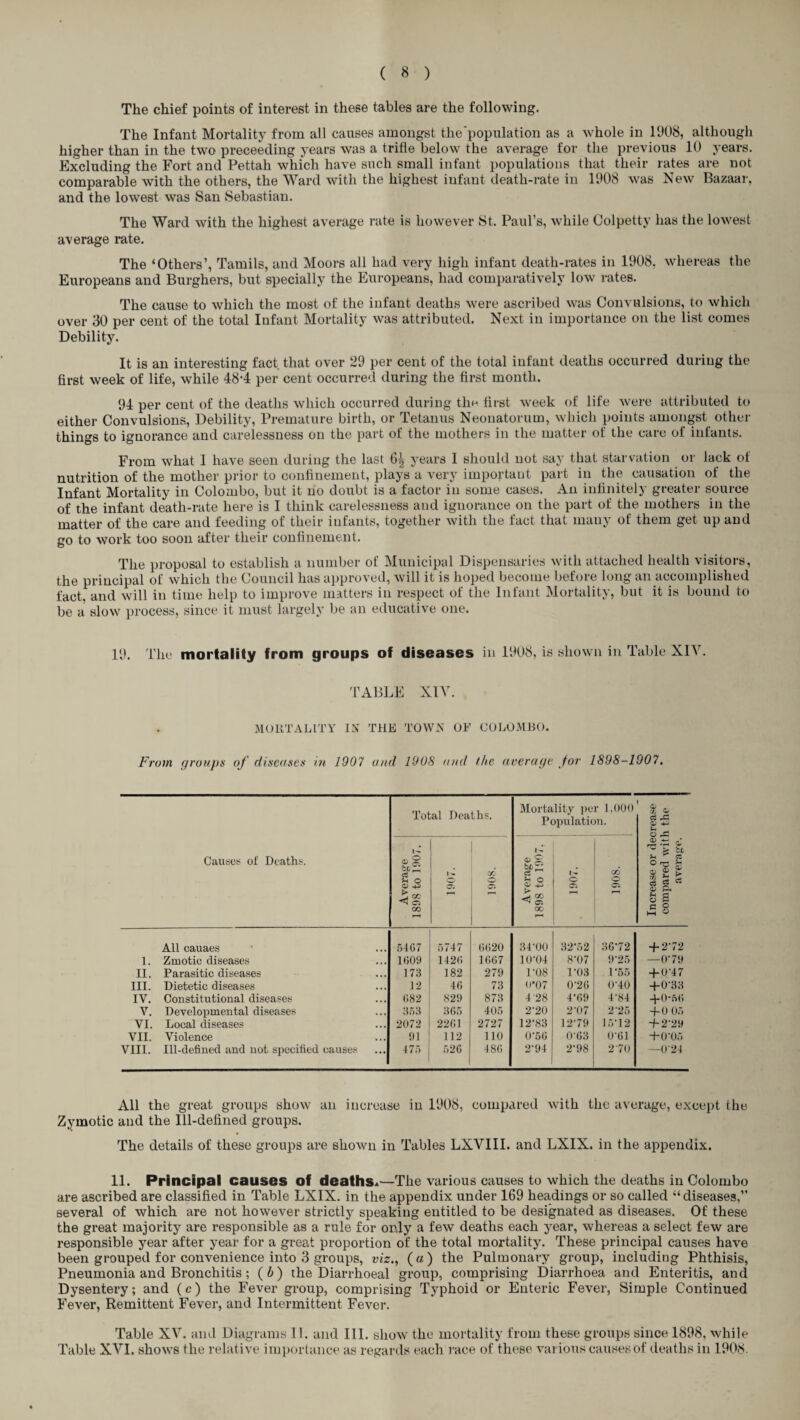 ( 8 )
The chief points of interest in these tables are the following.
The Infant Mortality from all causes amongst the population as a whole in 1908, although
higher than in the two preceeding years was a trifle below the average for the previous 10 years.
Excluding the Fort and Pettah which have such small infant populations that their rates are not
comparable with the others, the Ward with the highest infant death-rate in 1908 was New Bazaar,
and the lowest was San Sebastian.
The Ward with the highest average rate is however St. Paul's, while Colpetty has the lowest
average rate.
The 'Others', Tamils, and Moors all had very high infant death-rates in 1908, whereas the
Europeans and Burghers, but specially the Europeans, had comparatively low rates.
The cause to which the most of the infant deaths were ascribed was Convulsions, to which
over 30 per cent of the total Infant Mortality was attributed. Next in importance on the list comes
Debility.
It is an interesting fact that over 29 per cent of the total infant deaths occurred during the
first week of life, while 48·4 per cent occurred during the first month.
94 per cent of the deaths which occurred during the first week of life were attributed to
either Convulsions, Debility, Premature birth, or Tetanus Neonatorum, which points amongst other
things to ignorance and carelessness on the part of the mothers in the matter of the care of infants.
From what I have seen during the last 6½ years I should not say that starvation or lack of
nutrition of the mother prior to confinement, plays a very important part in the causation of the
Infant Mortality in Colombo, but it no doubt is a factor in some cases. An infinitely greater source
of the infant death-rate here is I think carelessness and ignorance on the part of the mothers in the
matter of the care and feeding of their infants, together with the fact that many of them get up and
go to work too soon after their confinement.
The proposal to establish a number of Municipal Dispensaries with attached health visitors,
the principal of which the Council has approved, will it is hoped become before long an accomplished
fact, and will in time help to improve matters in respect of the Infant Mortality, but it is bound to
be a slow process, since it must largely be an educative one.
19. The mortality from groups of diseases in 1908, is shown in Table XIV.
TABLE XIV.
MORTALITY IN THE TOWN OF COLOMBO.
From groups of diseases in 1907 and 1908 and the average for 1898-1907.
Causes of Deaths. Total Deaths. Mortality per 1,000 Population. Increase or decrease compared with the average.
Average 1898 to 1907. 1907. 1908. Average 1898 to 1907. 1907. 1908.
All cauaes ... 5467 5747 6620 34·00 32·52 36·72 +2·72
I. Zmotic diseases ... 1609 1426 1667 10·04 8·07 9·25 —0·79
II. Parasitic diseases ... 173 182 279 1·08 1·03 1·55 +0·47
III. Dietetic diseases ... 12 46 73 0·07 0·26 0·40 +0·33
IV. Constitutional diseases ... 682 829 873 4 28 4·69 4·84 +0·56
V. Developmental diseases ... 353 365 405 2·20 2·07 2·25 +0 05
VI. Local diseases ... 2072 2261 2727 12·83 12·79 15·12 +2·29
VII. Violence ... 91 112 110 0·56 0·63 0·61 +0·05
VIII. Ill-defined and not specified causes ... 475 526 486 2·94 2·98 2 70 —0·24
All the great groups show an increase in 1908, compared with the average, except the
Zymotic and the Ill-defined groups.
The details of these groups are shown in Tables LXVIII. and LXIX. in the appendix.
11. Principal causes of deaths.—The various causes to which the deaths in Colombo
are ascribed are classified in Table LXIX. in the appendix under 169 headings or so called "diseases,"
several of which are not however strictly speaking entitled to be designated as diseases. Of these
the great majority are responsible as a rule for only a few deaths each year, whereas a select few are
responsible year after year for a great proportion of the total mortality. These principal causes have
been grouped for convenience into 3 groups, viz., (a) the Pulmonary group, including Phthisis,
Pneumonia and Bronchitis; (b) the Diarrhoeal group, comprising Diarrhoea and Enteritis, and
Dysentery; and (c) the Fever group, comprising Typhoid or Enteric Fever, Simple Continued
Fever, Remittent Fever, and Intermittent Fever.
Table XV. and Diagrams II. and III. show the mortality from these groups since 1898, while
Table XVI. shows the relative importance as regards each race of these various causes of deaths in 1908.